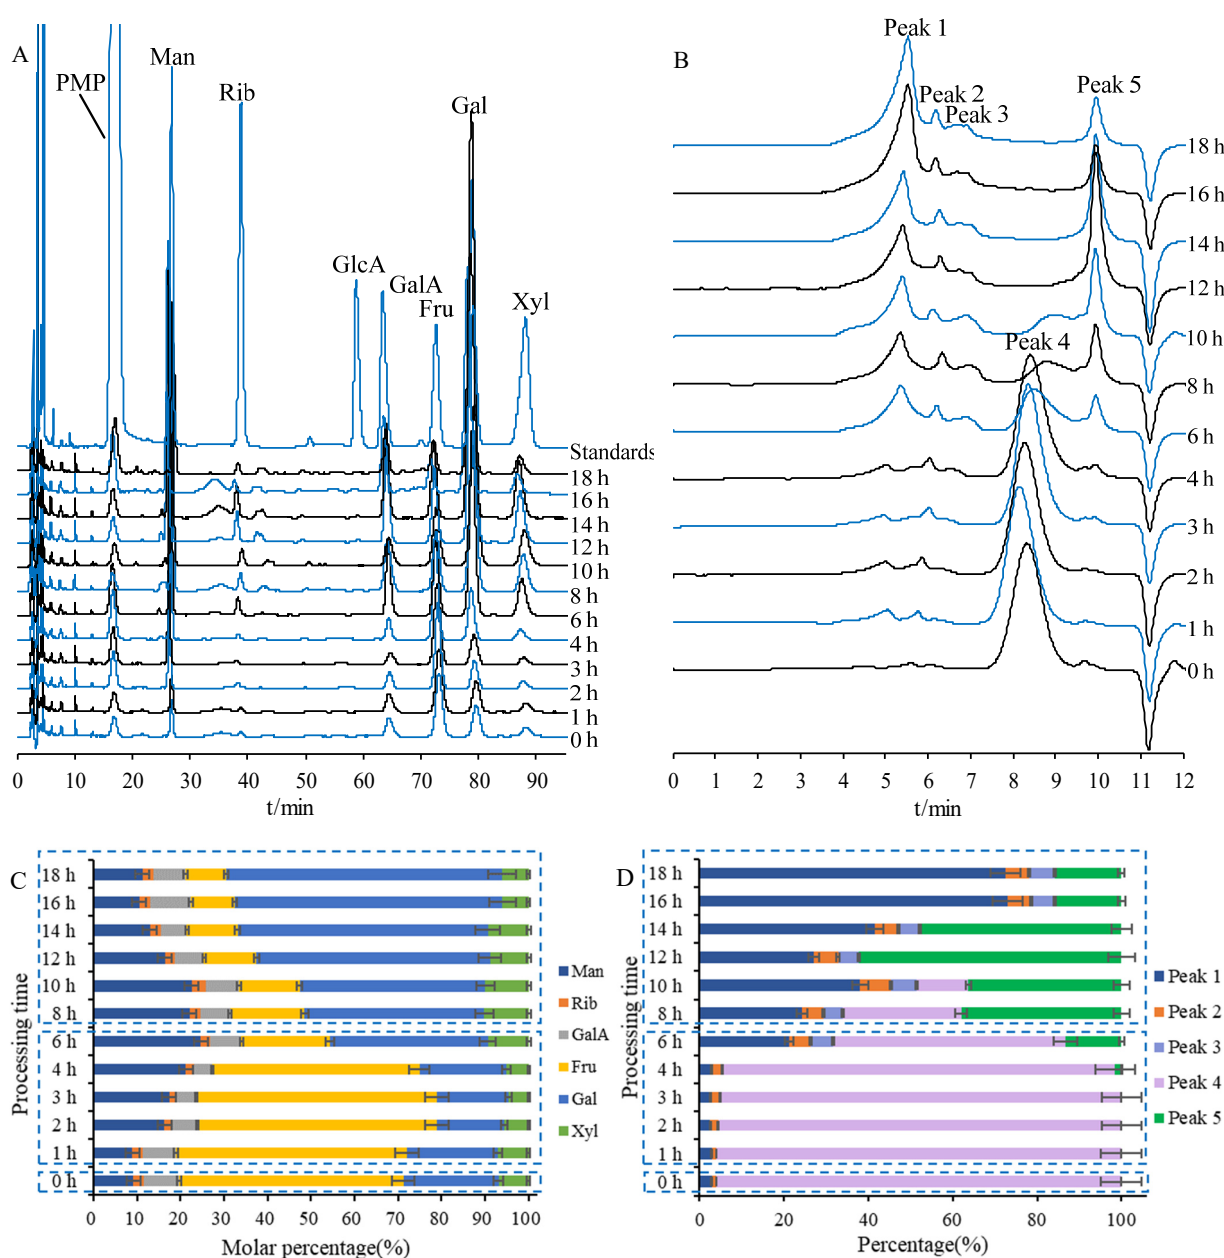 A
PMP
Man
Rib
GlcA
GalA
Fru
Gal
Xyl
Standards
18 h
16 h
14 h
12 h
10 h
8 h
6 h
4 h
3 h
2 h
1 h
0 h
0 10 20 30 40 50 60 70 80 90
t/min
B
Peak 1
Peak 2
Peak 3
Peak 5
Peak 4
18 h
16 h
14 h
12 h
10 h
8 h
6 h
4 h
3 h
2 h
1 h
0 h
0 1 2 3 4 5 6 7 8 9 10 11 12
t/min
C
Processing time
18 h
16 h
14 h
12 h
10 h
8 h
6 h
4 h
3 h
2 h
1 h
0 h
0 10 20 30 40 50 60 70 80 90 100
Molar percentage(%)
Man
Rib
GalA
Fru
Gal
Xyl
D
Processing time
18 h
16 h
14 h
12 h
10 h
8 h
6 h
4 h
3 h
2 h
1 h
0 h
0 20 40 60 80 100
Percentage(%)
Peak 1
Peak 2
Peak 3
Peak 4
Peak 5